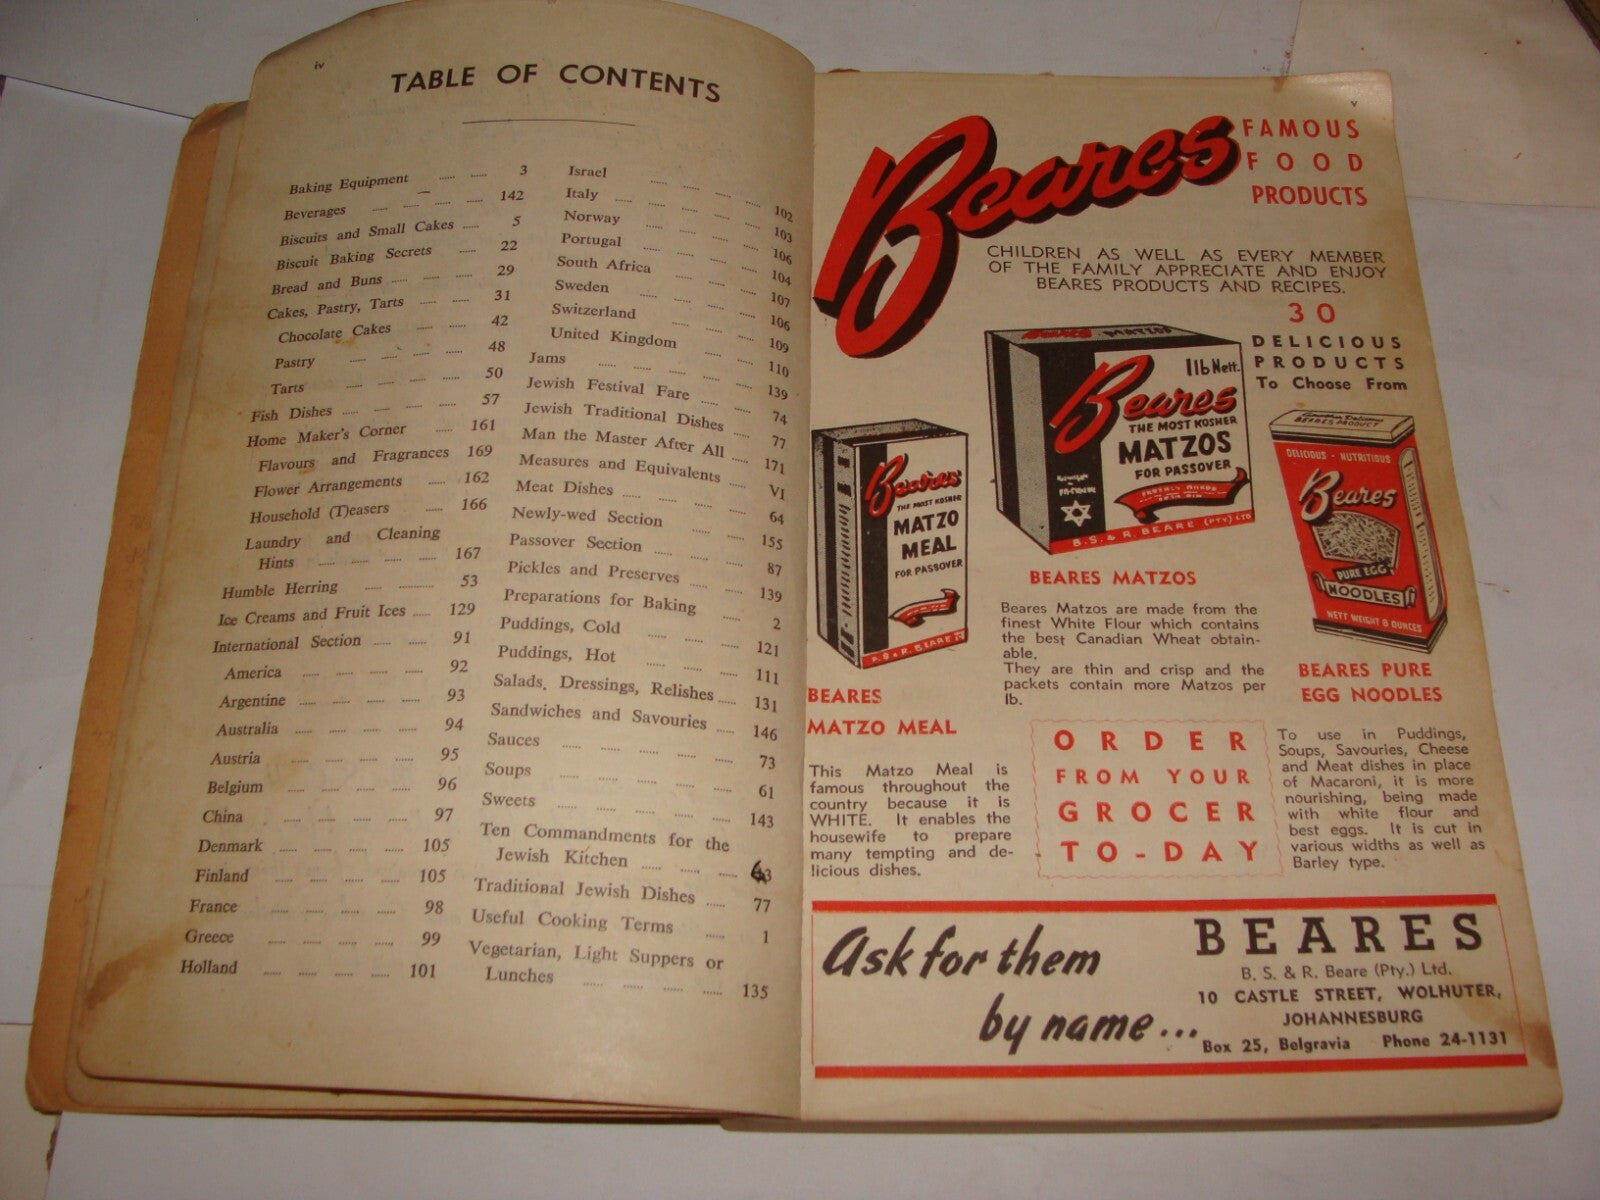 iv
TABLE OF CONTENTS
Baking Equipment ...... ...... 3
Beverages ...... ...... ...... ...... 142
Biscuits and Small Cakes ...... 5
Biscuit Baking Secrets ...... 22
Bread and Buns ...... ...... 29
Cakes, Pastry, Tarts ...... ...... 31
Chocolate Cakes ...... ...... 42
Pastry ...... ...... ...... 48
Tarts ...... ...... ...... 50
Fish Dishes ...... ...... ...... 57
Home Maker's Corner ...... 161
Flavours and Fragrances 169
Flower Arrangements ...... 162
Household (T)easers ...... 166
Laundry and Cleaning
Hints ...... ...... ...... 167
Humble Herring ...... ...... 53
Ice Creams and Fruit Ices ...... 129
International Section ...... ...... 91
America ...... ...... ...... 92
Argentine ...... ...... ...... 93
Australia ...... ...... ...... 94
Austria ...... ...... ...... ...... 95
Belgium ...... ...... ...... 96
China ...... ...... ...... ...... 97
Denmark ...... ...... ...... 105
Finland ...... ...... ...... 105
France ...... ...... ...... 98
Greece ...... ...... ...... ...... 99
Holland ...... ...... ...... ...... 101
Israel ...... ...... ...... 102
Italy ...... ...... ...... ...... 103
Norway ...... ...... ...... 106
Portugal ...... ...... ...... 104
South Africa ...... ...... 107
Sweden ...... ...... ...... 106
Switzerland ...... ...... 109
United Kingdom ...... ...... 110
Jams ...... ...... ...... ...... 139
Jewish Festival Fare ...... ...... 74
Jewish Traditional Dishes ...... 77
Man the Master After All ...... 171
Measures and Equivalents ...... VI
Meat Dishes ...... ...... ...... 64
Newly-wed Section ...... ...... 155
Passover Section ...... ...... 87
Pickles and Preserves ...... 139
Preparations for Baking ...... 2
Puddings, Cold ...... ...... 121
Puddings, Hot ...... ...... 111
Salads, Dressings, Relishes ...... 131
Sandwiches and Savouries ...... 146
Sauces ...... ...... ...... ...... 73
Soups ...... ...... ...... ...... 61
Sweets ...... ...... ...... ...... 143
Ten Commandments for the
Jewish Kitchen ...... ...... 63
Traditional Jewish Dishes ...... 77
Useful Cooking Terms ...... 1
Vegetarian, Light Suppers or
Lunches ...... ...... ...... ...... 135
v
Beares FAMOUS
FOOD
PRODUCTS
CHILDREN AS WELL AS EVERY MEMBER
OF THE FAMILY APPRECIATE AND ENJOY
BEARES PRODUCTS AND RECIPES.
30
DELICIOUS
PRODUCTS
To Choose From
Beares MATZOS
1 lb Nett.
Beares
THE MOST KOSHER
MATZOS
FOR PASSOVER
B. S. & R. BEARE (PTY) LTD
Beares
THE MOST KOSHER
MATZO
MEAL
FOR PASSOVER
B. S & R. BEARE
BEARES PRODUCT
DELICIOUS - NUTRITIOUS
Beares
PURE EGG
NOODLES
NETT WEIGHT 8 OUNCES
BEARES MATZOS
Beares Matzos are made from the
finest White Flour which contains
the best Canadian Wheat obtain-
able.
They are thin and crisp and the
packets contain more Matzos per
lb.
BEARES
MATZO MEAL
This Matzo Meal is
famous throughout the
country because it is
WHITE. It enables the
housewife to prepare
many tempting and de-
licious dishes.
ORDER
FROM YOUR
GROCER
TO-DAY
BEARES PURE
EGG NOODLES
To use in Puddings,
Soups, Savouries, Cheese
and Meat dishes in place
of Macaroni, it is more
nourishing, being made
with white flour and
best eggs. It is cut in
various widths as well as
Barley type.
Ask for them
by name...
BEARES
B. S. & R. Beare (Pty.) Ltd.
10 CASTLE STREET, WOLHUTER,
JOHANNESBURG
Box 25, Belgravia Phone 24-1131